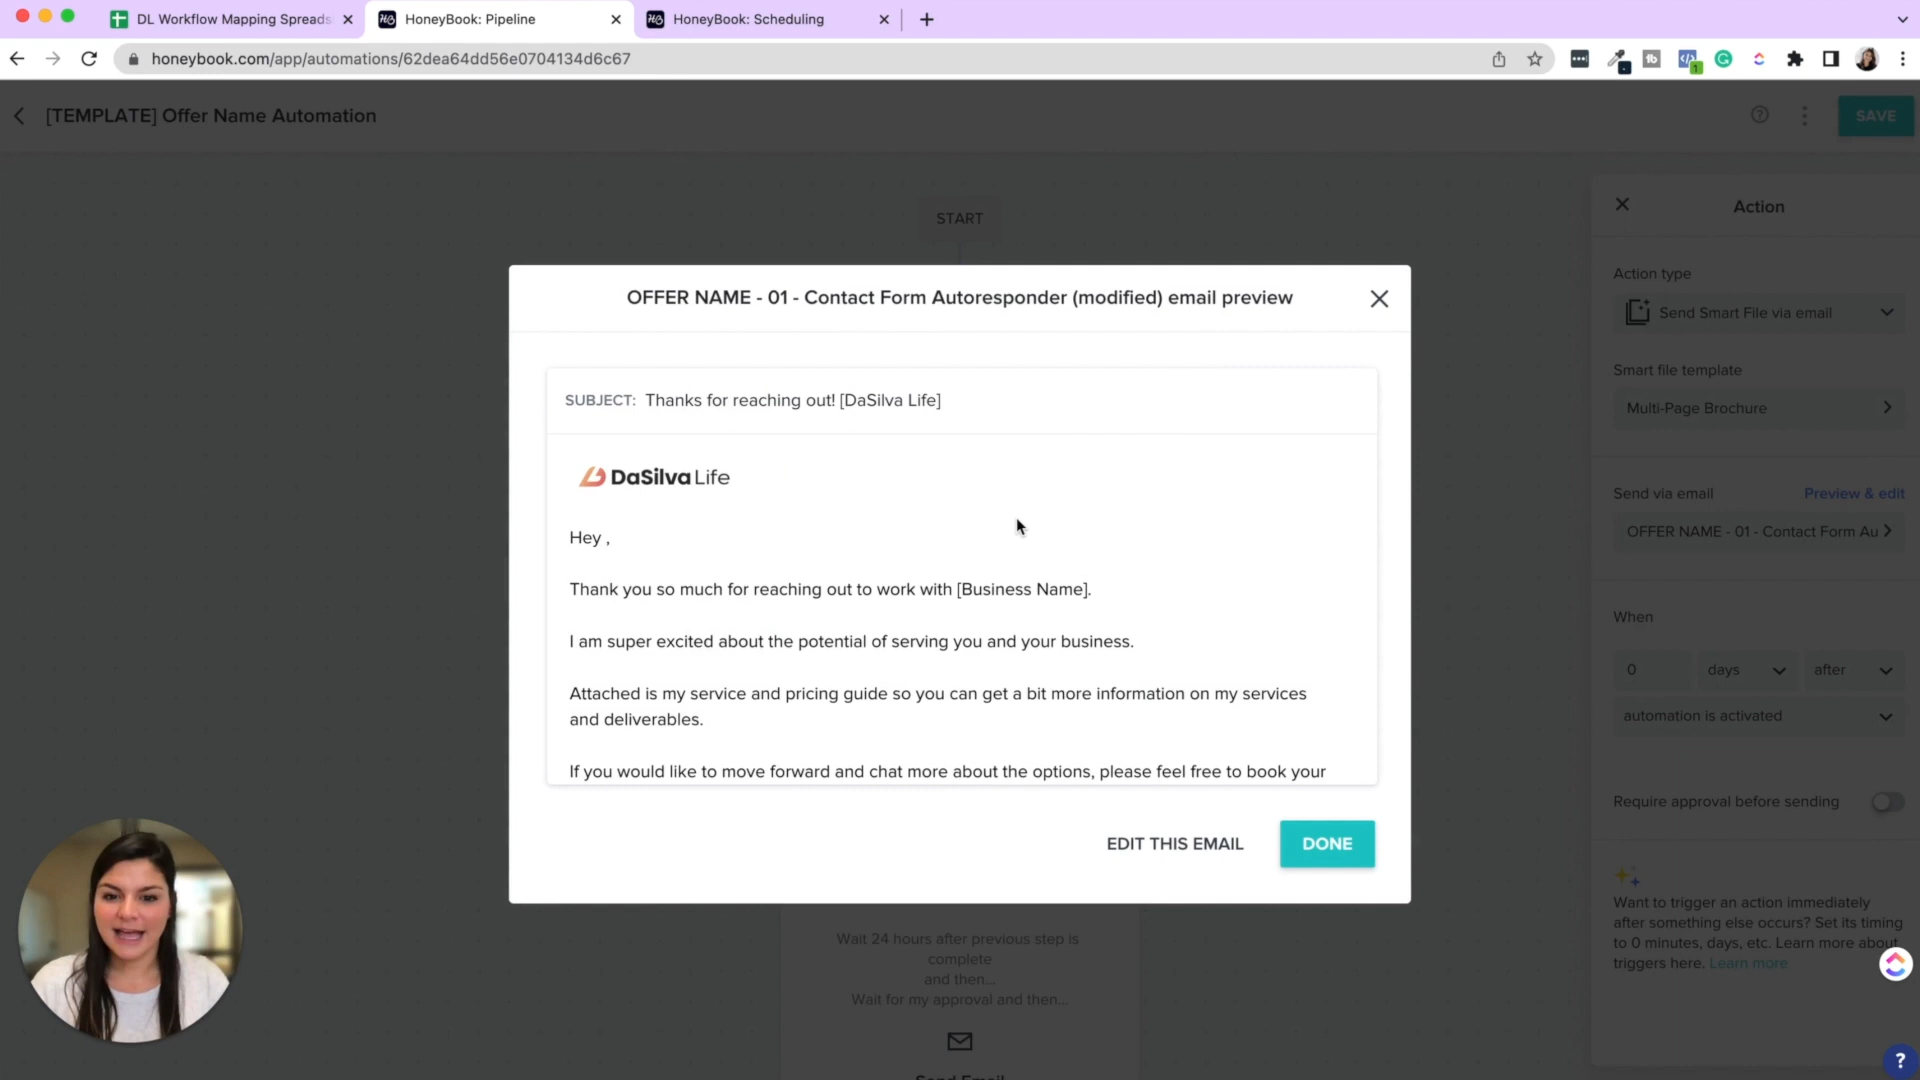 DL Workflow Mapping Spreads
HoneyBook: Pipeline
HoneyBook: Scheduling
honeybook.com/app/automations/62dea64dd56e0704134d6c67
[TEMPLATE] Offer Name Automation
SAVE
START
Action
Action type
Send Smart File via email
Smart file template
Multi-Page Brochure
Send via email Preview & edit
OFFER NAME - 01 - Contact Form Au
When
0 days after
automation is activated
Require approval before sending
Want to trigger an action immediately
after something else occurs? Set its timing
to 0 minutes, days, etc. Learn more about
triggers here. Learn more
OFFER NAME - 01 - Contact Form Autoresponder (modified) email preview
SUBJECT: Thanks for reaching out! [DaSilva Life]
DaSilva Life
Hey ,
Thank you so much for reaching out to work with [Business Name].
I am super excited about the potential of serving you and your business.
Attached is my service and pricing guide so you can get a bit more information on my services
and deliverables.
If you would like to move forward and chat more about the options, please feel free to book your
EDIT THIS EMAIL
DONE
Wait 24 hours after previous step is
complete
and then...
Wait for my approval and then...
Send Email
?